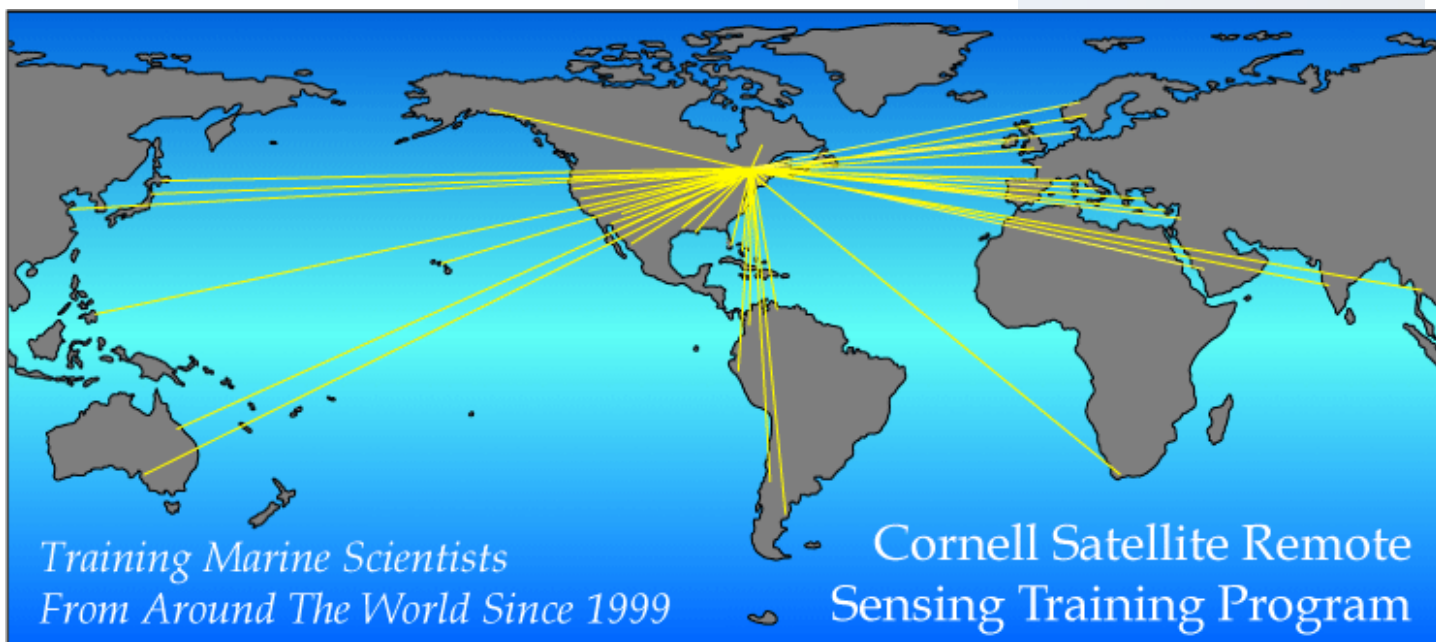 Training Marine Scientists
From Around The World Since 1999
Cornell Satellite Remote
Sensing Training Program